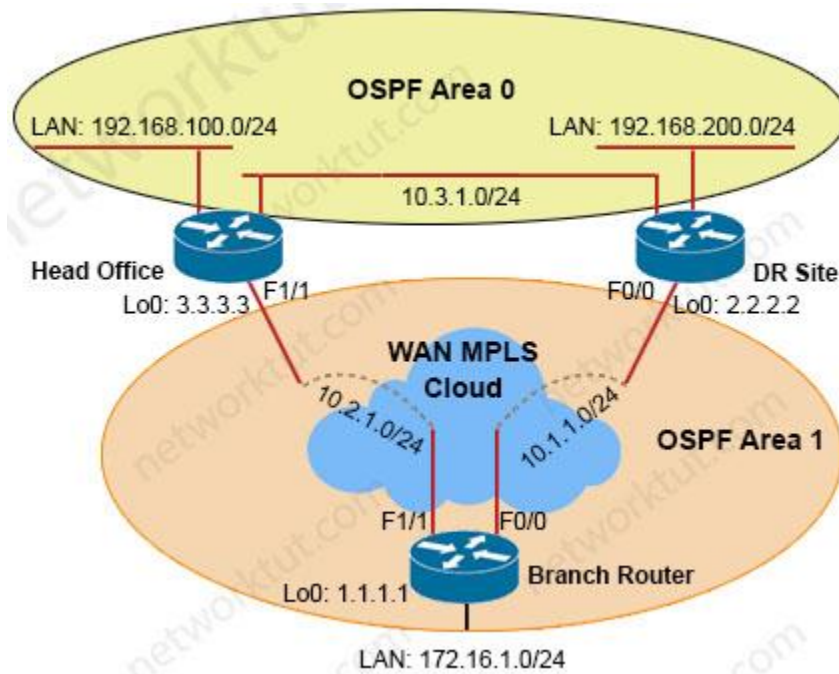 OSPF Area 0
LAN: 192.168.100.0/24
LAN: 192.168.200.0/24
10.3.1.0/24
Head Office
DR Site
Lo0: 3.3.3.3
F1/1
F0/0
Lo0: 2.2.2.2
WAN MPLS
Cloud
10.2.1.0/24
10.1.1.0/24
OSPF Area 1
F1/1
F0/0
Branch Router
Lo0: 1.1.1.1
LAN: 172.16.1.0/24
networktut.com